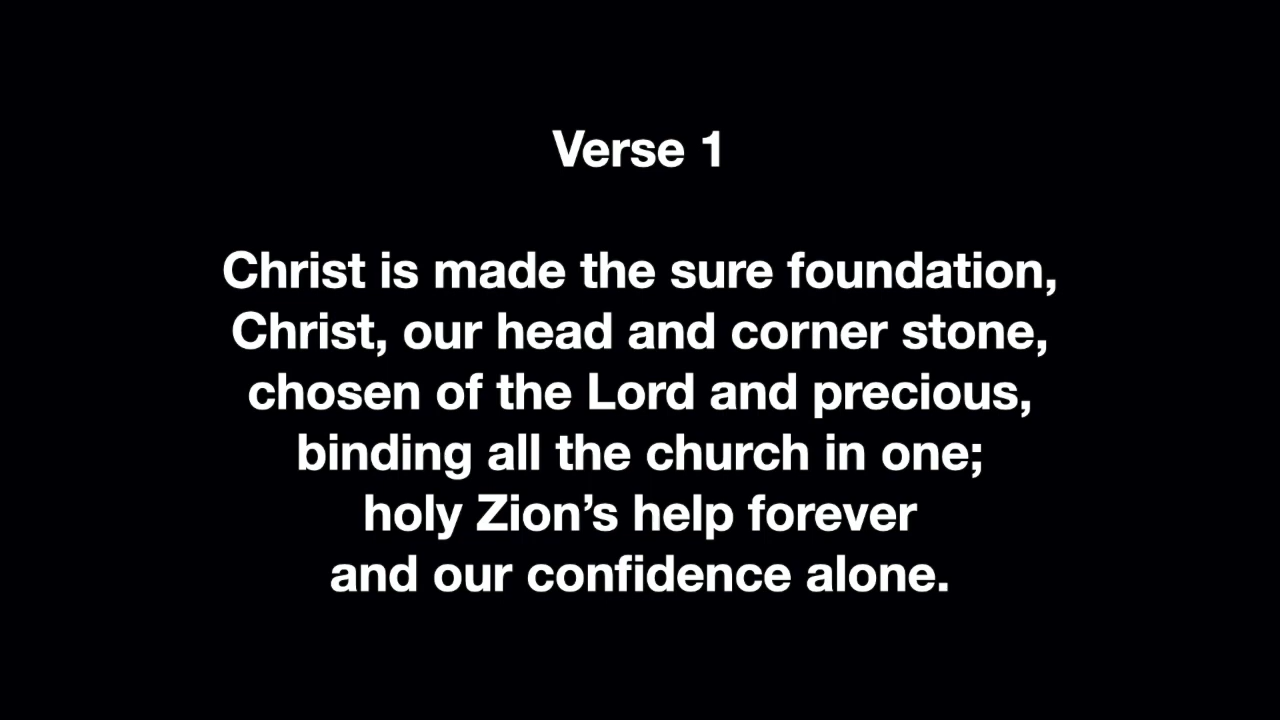 Verse 1
Christ is made the sure foundation,
Christ, our head and corner stone,
chosen of the Lord and precious,
binding all the church in one;
holy Zion’s help forever
and our confidence alone.